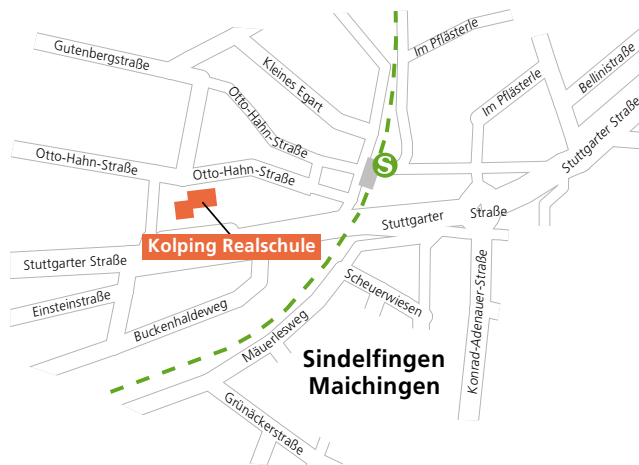 Im Pflästerle
Gutenbergstraße
Kleines Egart
Bellinistraße
Im Pflästerle
Otto-Hahn-Straße
Stuttgarter Straße
Otto-Hahn-Straße
Otto-Hahn-Straße
S
Stuttgarter Straße
Kolping Realschule
Stuttgarter Straße
Scheuerwiesen
Einsteinstraße
Buckenhaldeweg
Mäuerlesweg
Konrad-Adenauer-Straße
Sindelfingen
Maichingen
Grünäckerstraße